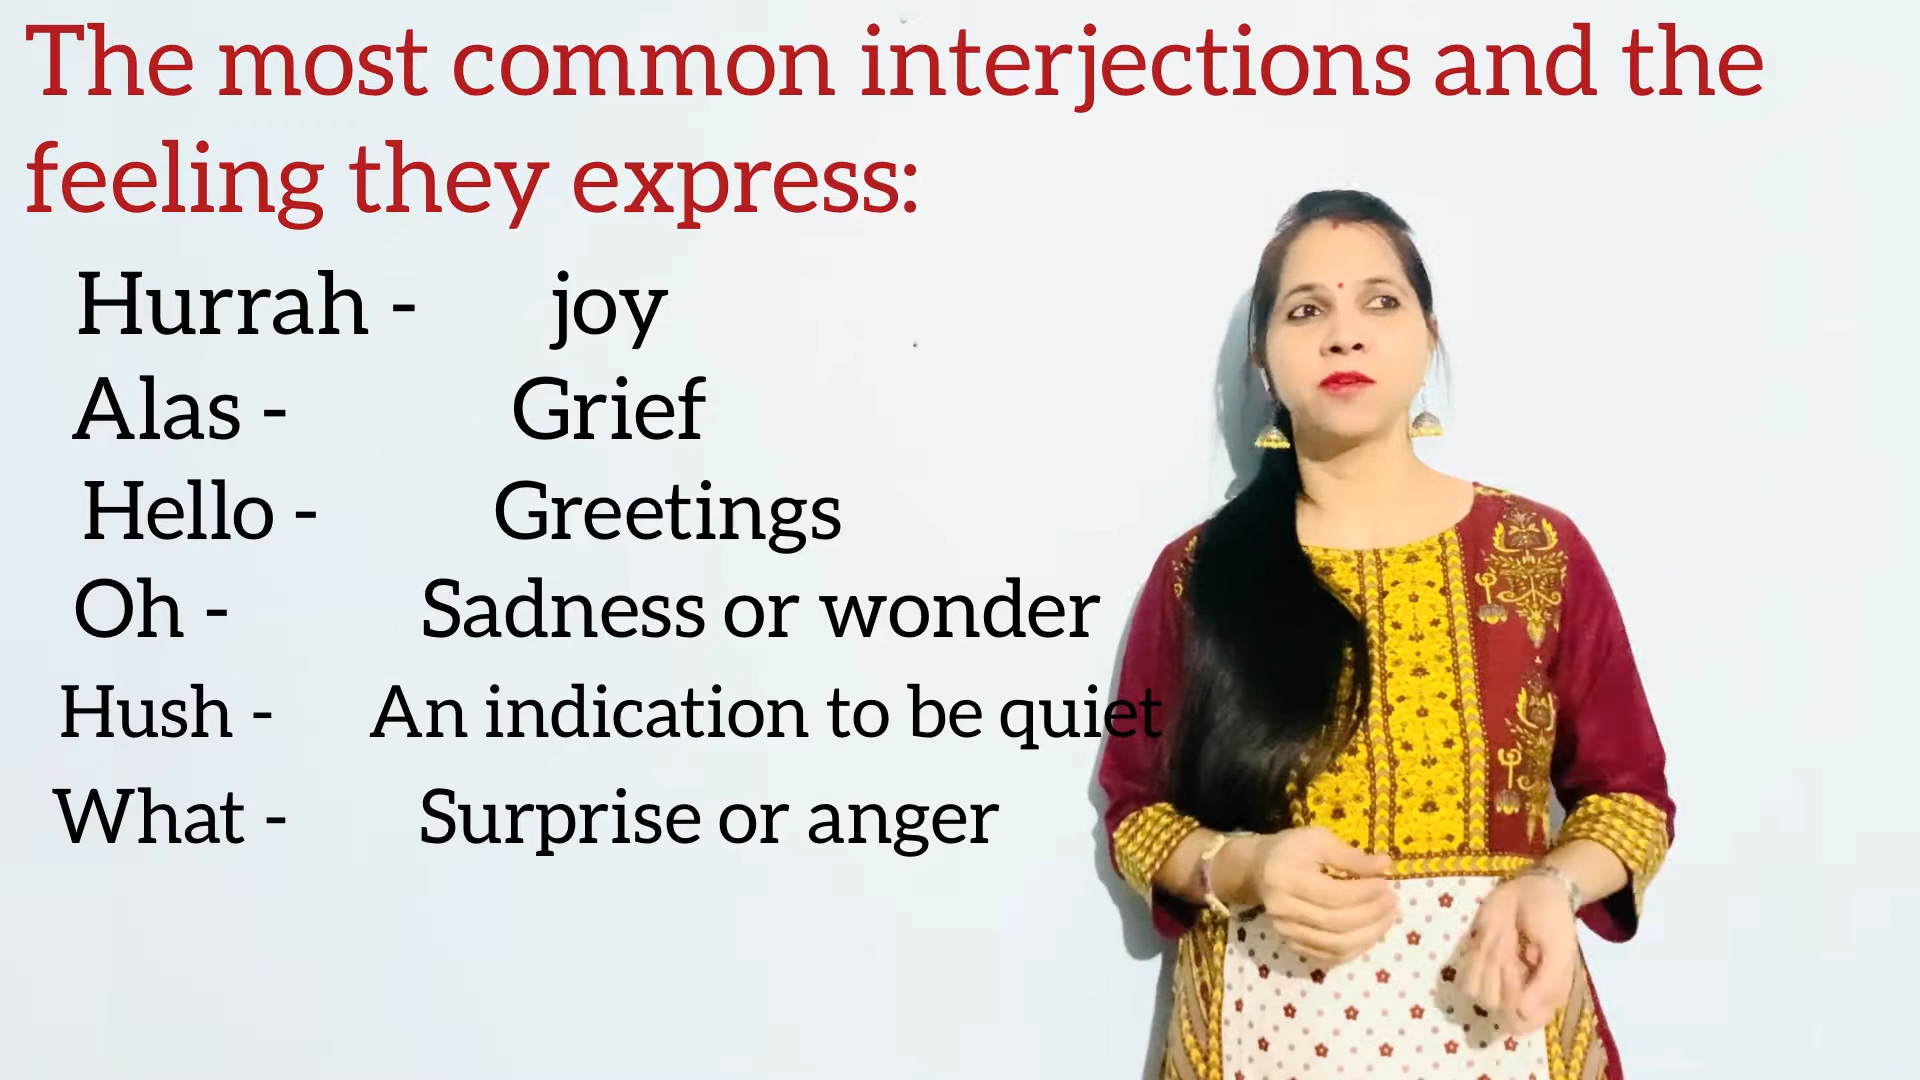 The most common interjections and the
feeling they express:
Hurrah - joy
Alas - Grief
Hello - Greetings
Oh - Sadness or wonder
Hush - An indication to be quiet
What - Surprise or anger